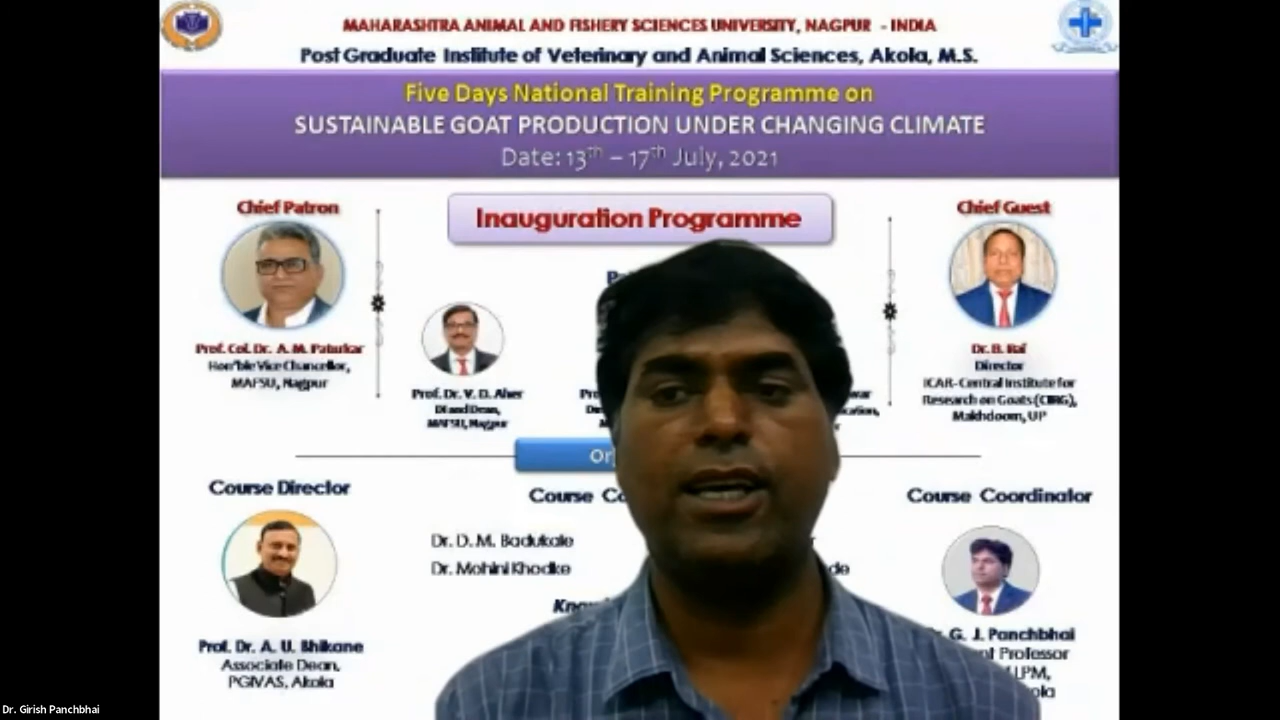 MAHARASHTRA ANIMAL AND FISHERY SCIENCES UNIVERSITY, NAGPUR - INDIA
Post Graduate Institute of Veterinary and Animal Sciences, Akola, M.S.
Five Days National Training Programme on
SUSTAINABLE GOAT PRODUCTION UNDER CHANGING CLIMATE
Date: 13th – 17th July, 2021
Chief Patron
Inauguration Programme
Chief Guest
Prof. Col. Dr. A. M. Paturkar
Hon'ble Vice Chancellor,
MAFSU, Nagpur
Prof. Dr. V. D. Aher
DI and Dean,
MAFSU, Nagpur
Dr. B. Rai
Director
ICAR- Central Institute for
Research on Goats (CIRG),
Makhdoom, UP
Course Director
Course Co
Course Coordinator
Dr. D. M. Badukale
Dr. Mohini Khodke
Prof. Dr. A. U. Bhikane
Associate Dean,
PGIVAS, Akola
G. J. Panchbhai
Professor
LPM,
Dr. Girish Panchbhai